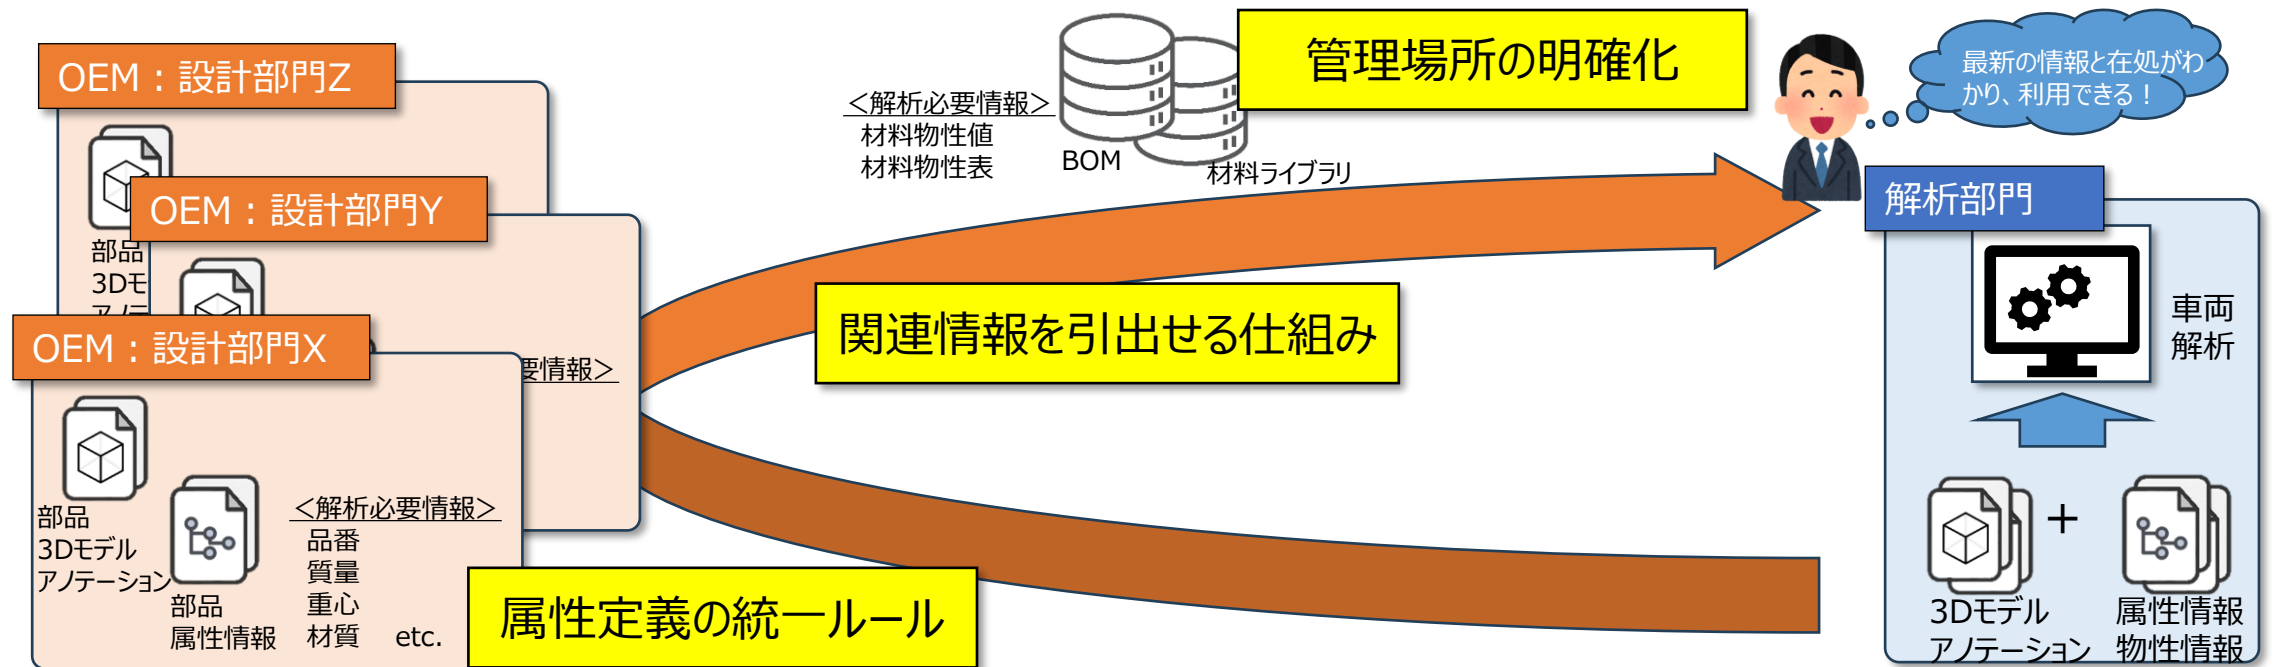 OEM：設計部門Z
部品
3Dモ
OEM：設計部門Y
要情報>
OEM：設計部門X
部品
3Dモデル
アノテーション
部品
属性情報
<解析必要情報>
品番
質量
重心
材質 etc.
属性定義の統一ルール
<解析必要情報>
材料物性値
材料物性表
BOM
材料ライブラリ
管理場所の明確化
関連情報を引出せる仕組み
最新の情報と在処がわ
かり、利用できる！
解析部門
車両
解析
+
3Dモデル
アノテーション
属性情報
物性情報